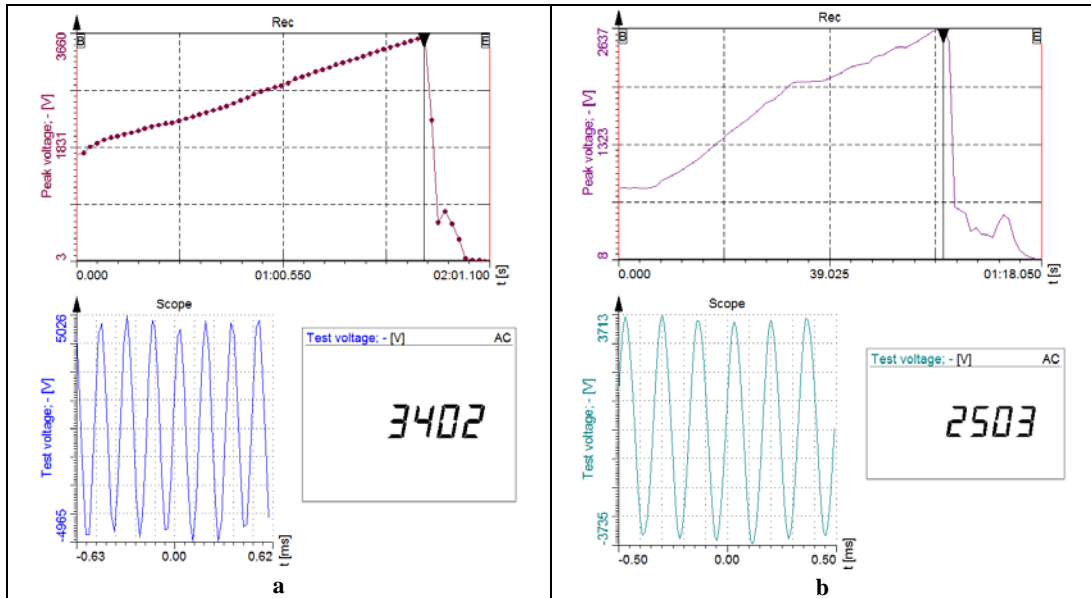 Rec
3660
1831
3
Peak voltage; - [V]
0.000
01:00.550
02:01.100
t [s]
Scope
5026
-4965
Test voltage; - [V]
-0.63
0.00
0.62
t [ms]
Test voltage; - [V] AC
3402
a
Rec
2637
1323
8
Peak voltage; - [V]
0.000
39.025
01:18.050
t [s]
Scope
3713
-3735
Test voltage; - [V]
-0.50
0.00
0.50
t [ms]
Test voltage; - [V] AC
2503
b